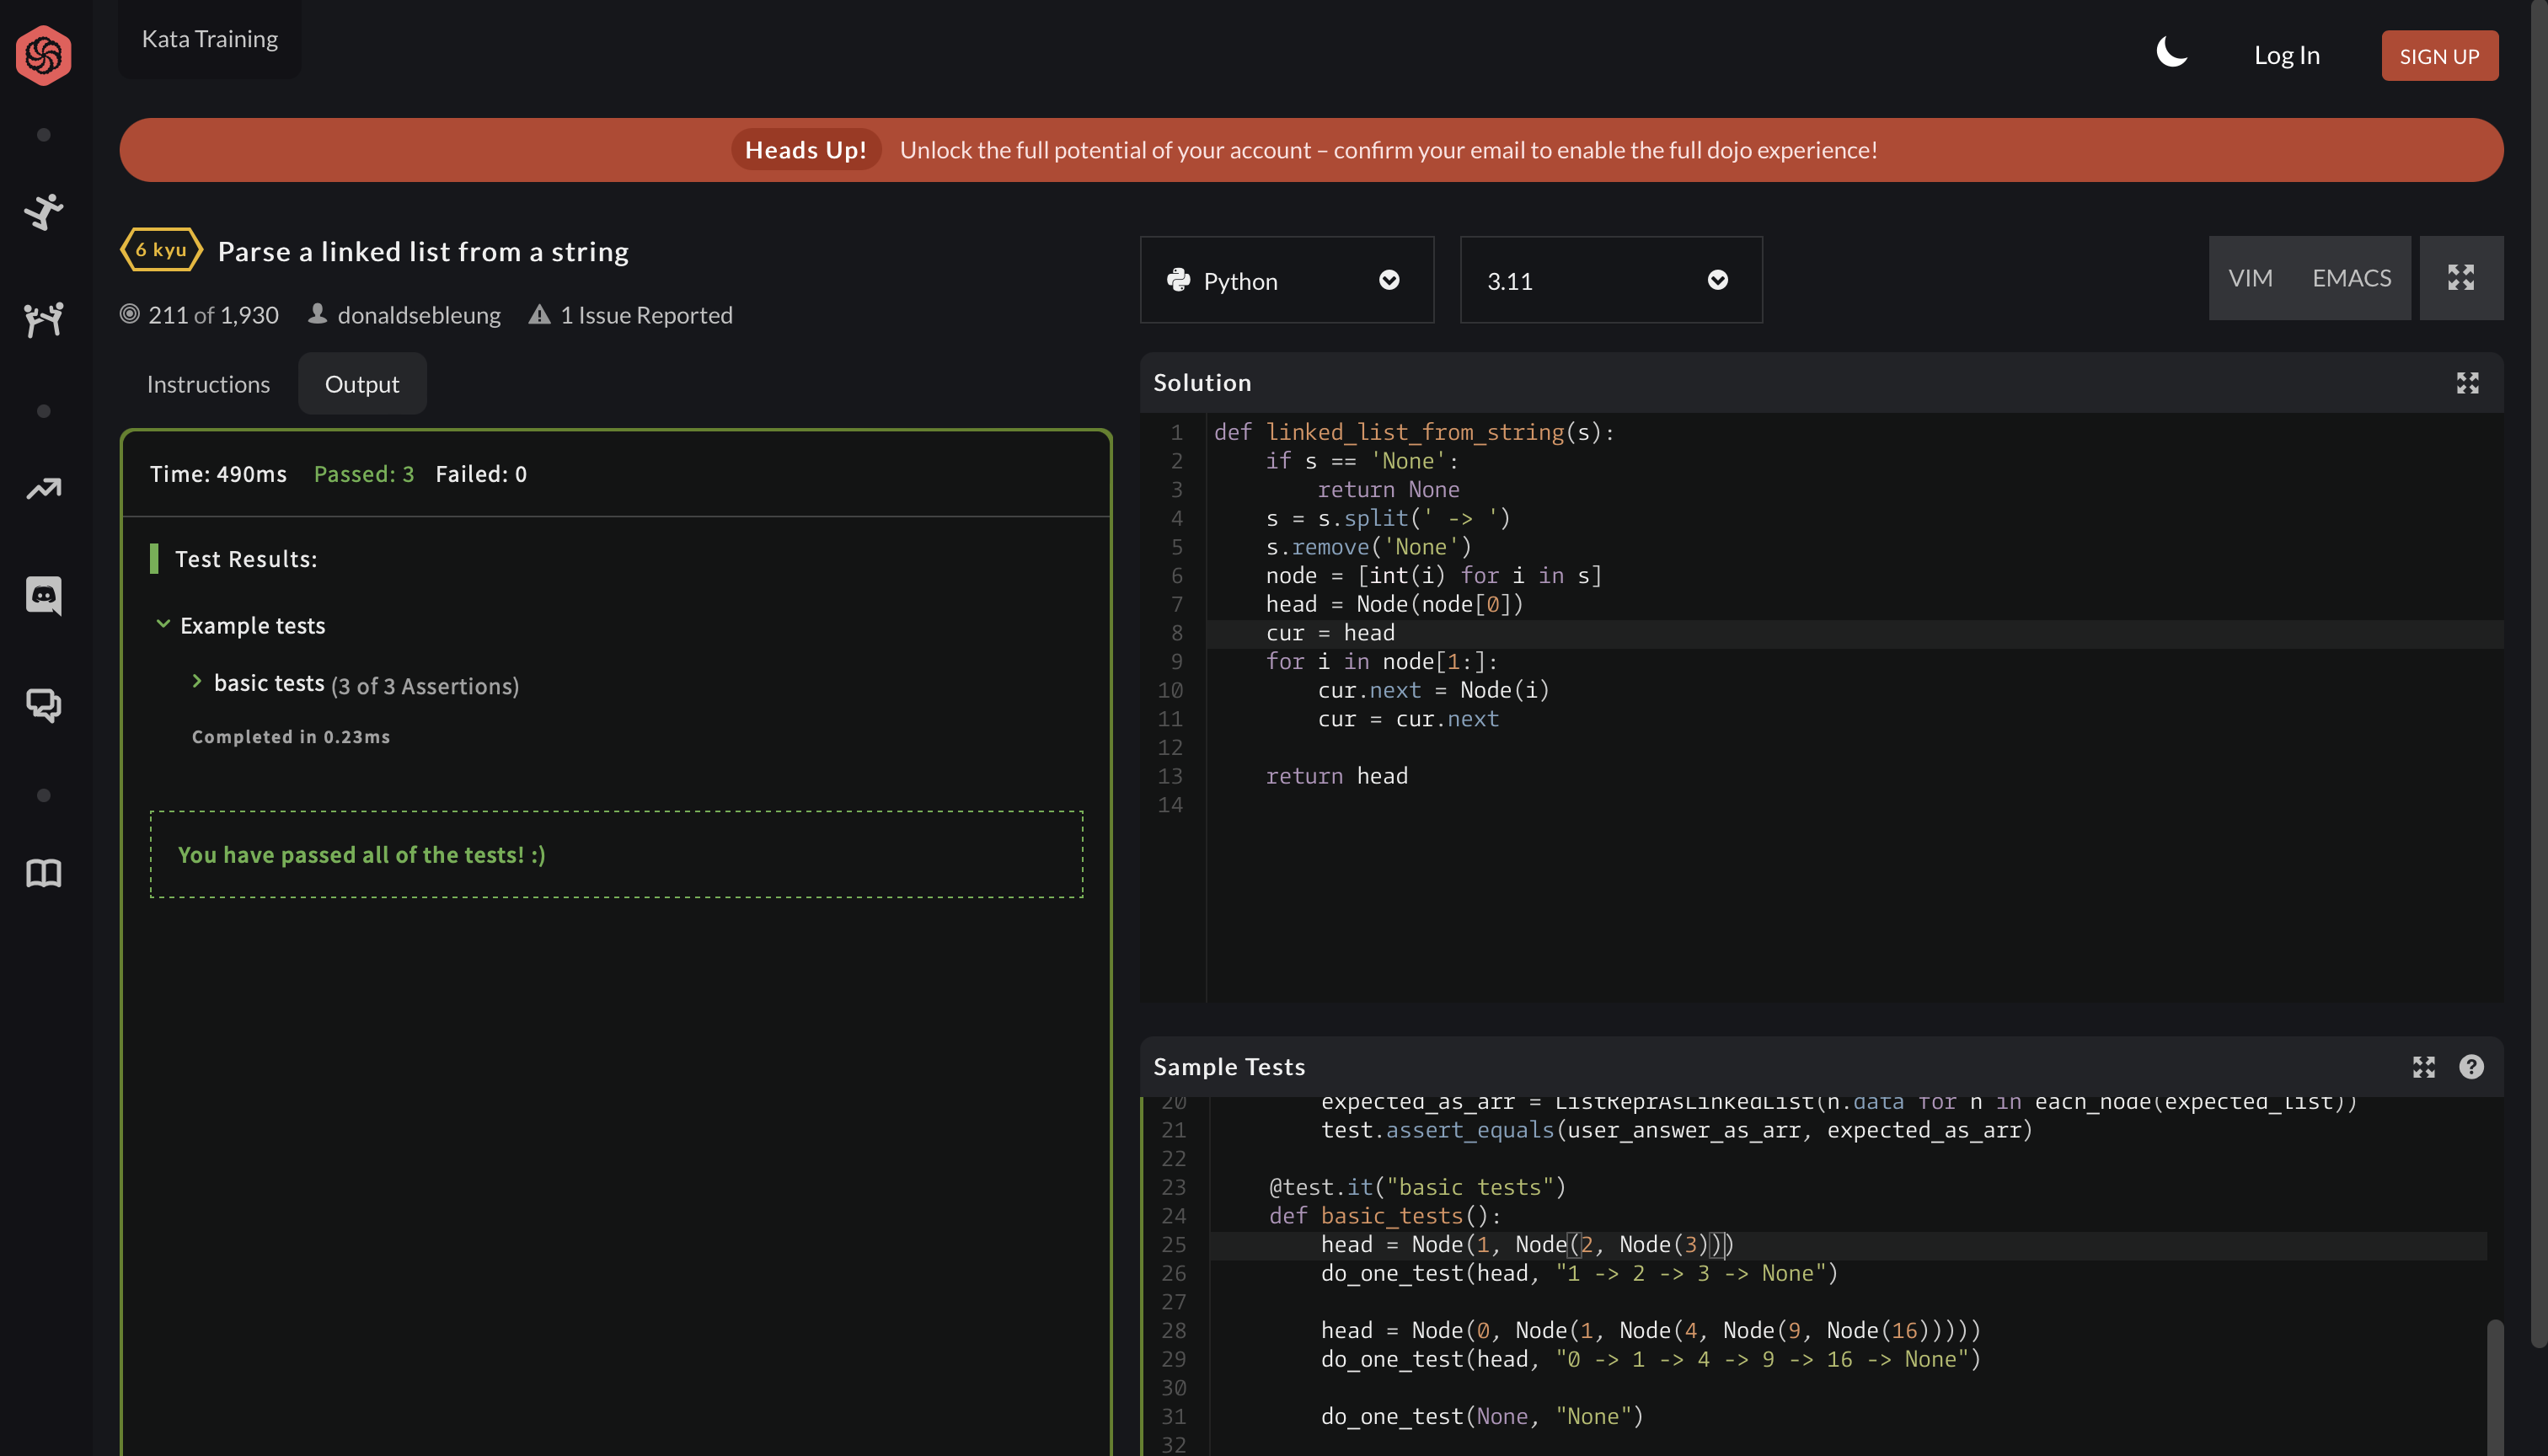 Kata Training
Log In
SIGN UP
Heads Up! Unlock the full potential of your account – confirm your email to enable the full dojo experience!
6 kyu Parse a linked list from a string
211 of 1,930 donaldsebleung 1 Issue Reported
Python
3.11
VIM EMACS
Instructions Output
Time: 490ms Passed: 3 Failed: 0
Test Results:
Example tests
basic tests (3 of 3 Assertions)
Completed in 0.23ms
You have passed all of the tests! :)
Solution
1 def linked_list_from_string(s):
2     if s == 'None':
3         return None
4     s = s.split(' -> ')
5     s.remove('None')
6     node = [int(i) for i in s]
7     head = Node(node[0])
8     cur = head
9     for i in node[1:]:
10         cur.next = Node(i)
11         cur = cur.next
12
13     return head
14
Sample Tests
20         expected_as_arr = ListReprAsLinkedList(n.data for n in each_node(expected_list))
21         test.assert_equals(user_answer_as_arr, expected_as_arr)
22
23     @test.it("basic tests")
24     def basic_tests():
25         head = Node(1, Node(2, Node(3)))
26         do_one_test(head, "1 -> 2 -> 3 -> None")
27
28         head = Node(0, Node(1, Node(4, Node(9, Node(16)))))
29         do_one_test(head, "0 -> 1 -> 4 -> 9 -> 16 -> None")
30
31         do_one_test(None, "None")
32